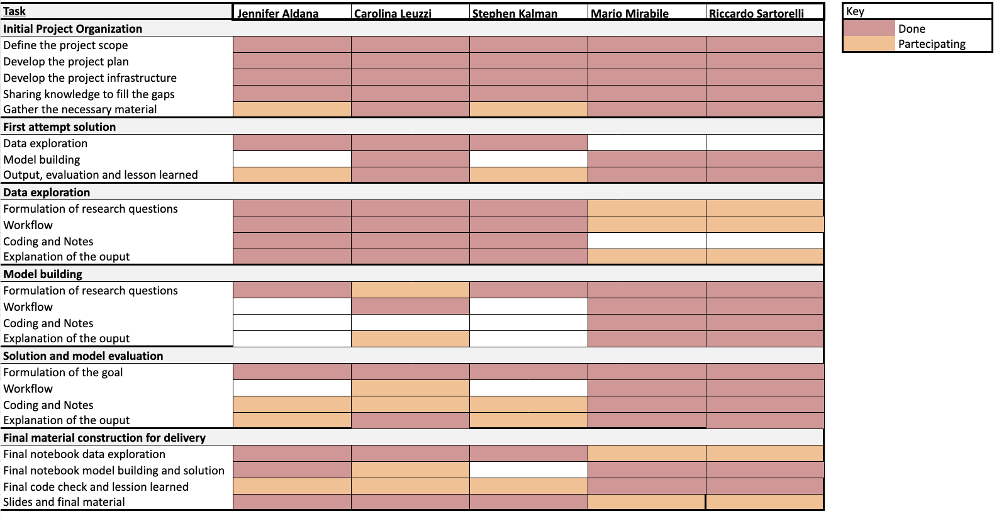 Task Jennifer Aldana Carolina Leuzzi Stephen Kalman Mario Mirabile Riccardo Sartorelli
Initial Project Organization
Define the project scope
Develop the project plan
Develop the project infrastructure
Sharing knowledge to fill the gaps
Gather the necessary material
First attempt solution
Data exploration
Model building
Output, evaluation and lesson learned
Data exploration
Formulation of research questions
Workflow
Coding and Notes
Explanation of the ouput
Model building
Formulation of research questions
Workflow
Coding and Notes
Explanation of the ouput
Solution and model evaluation
Formulation of the goal
Workflow
Coding and Notes
Explanation of the ouput
Final material construction for delivery
Final notebook data exploration
Final notebook model building and solution
Final code check and lession learned
Slides and final material
Key
Done
Partecipating